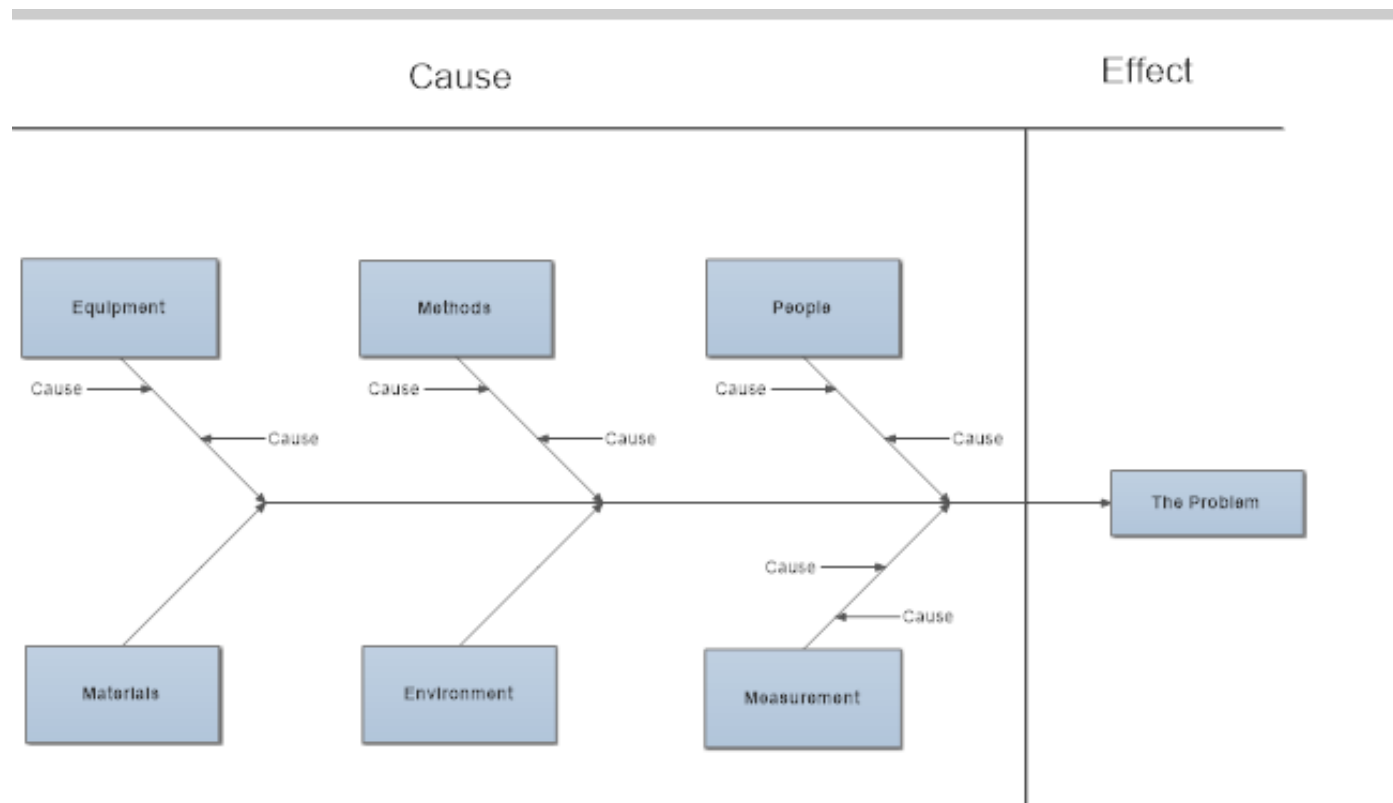 Cause
Effect
Equipment
Methods
People
Cause
Cause
Cause
Cause
Cause
Cause
The Problem
Cause
Cause
Materials
Environment
Measurement